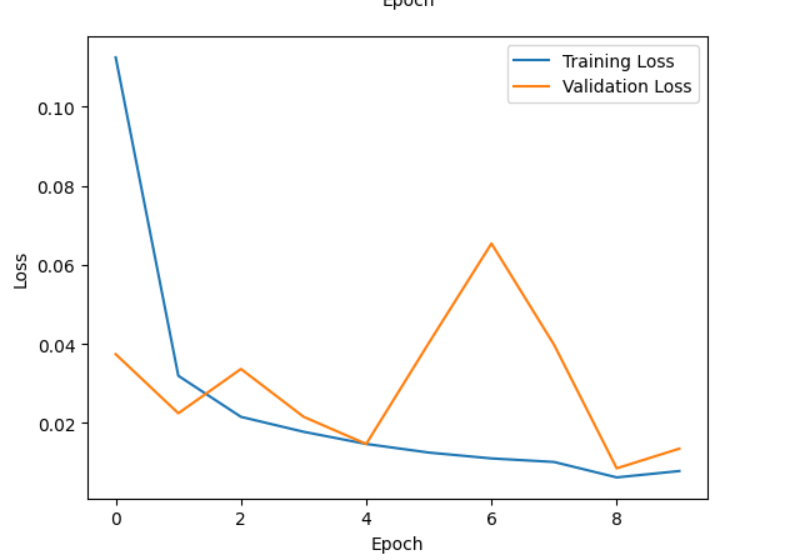 Epoch
Training Loss
Validation Loss
0.10
0.08
0.06
0.04
0.02
Loss
0 2 4 6 8
Epoch